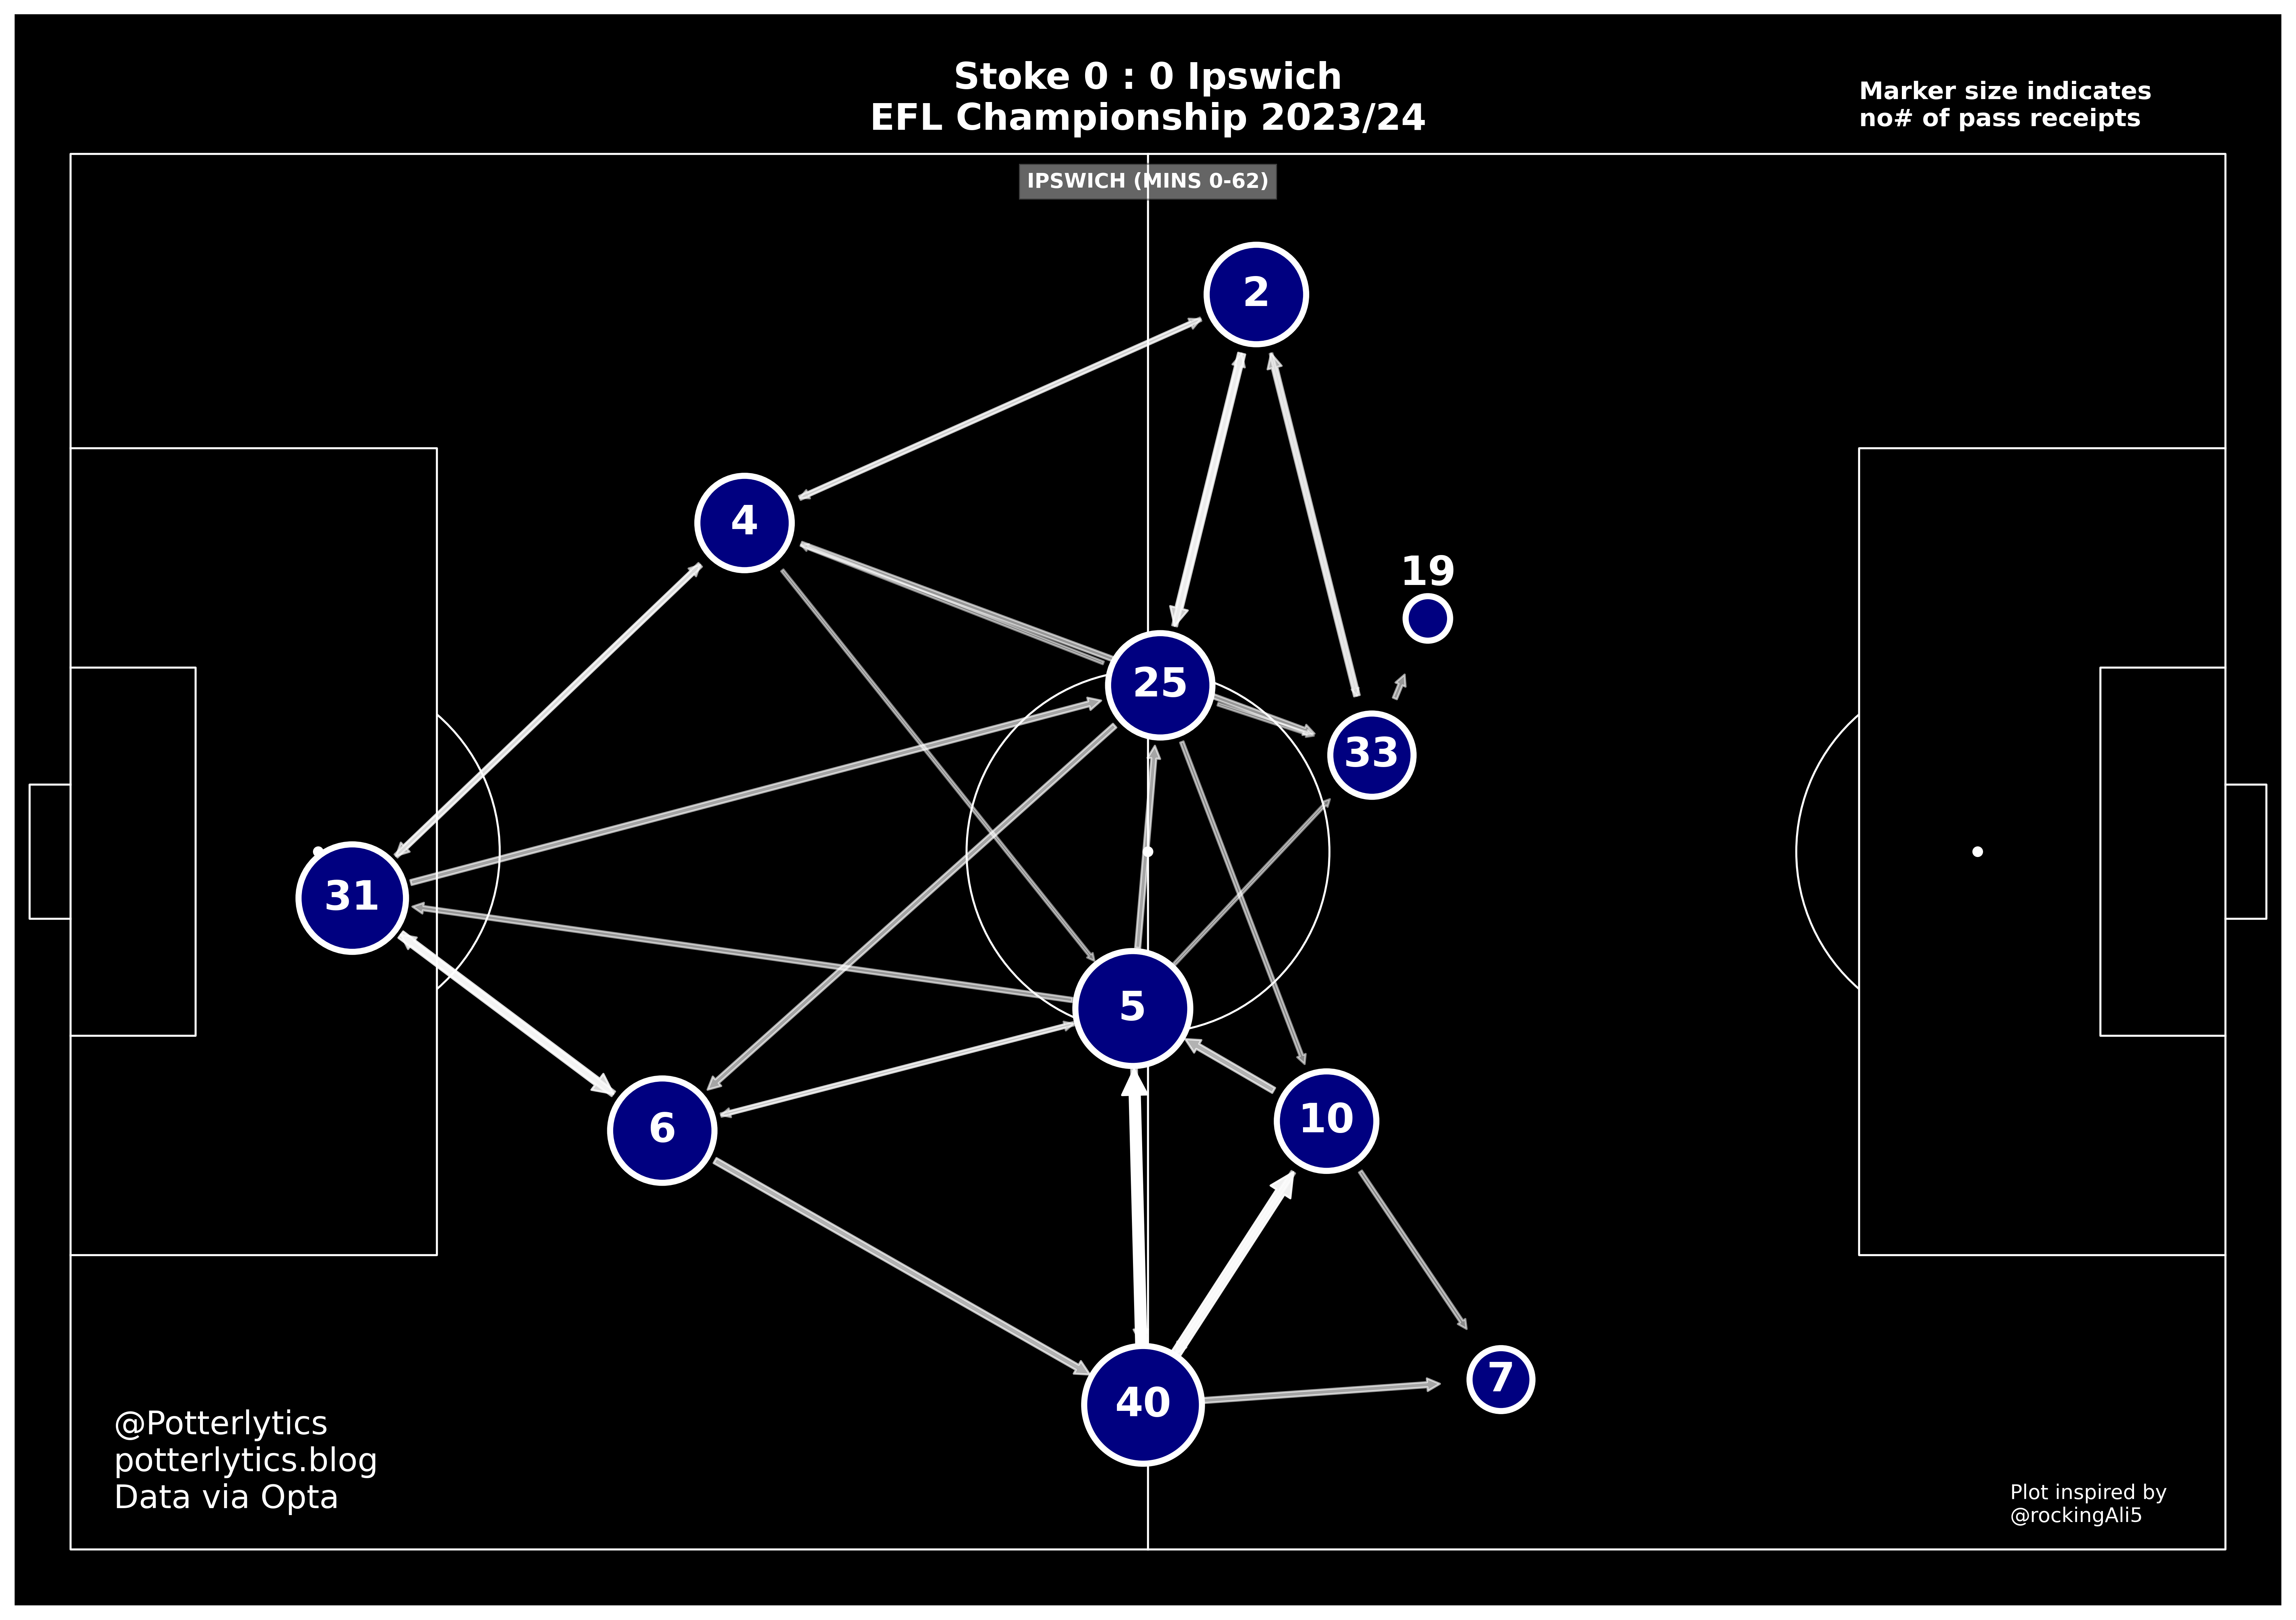 Stoke 0 : 0 Ipswich
EFL Championship 2023/24
Marker size indicates
no# of pass receipts
IPSWICH (MINS 0-62)
2
4
19
25
33
31
5
10
6
7
40
@Potterlytics
potterlytics.blog
Data via Opta
Plot inspired by
@rockingAli5